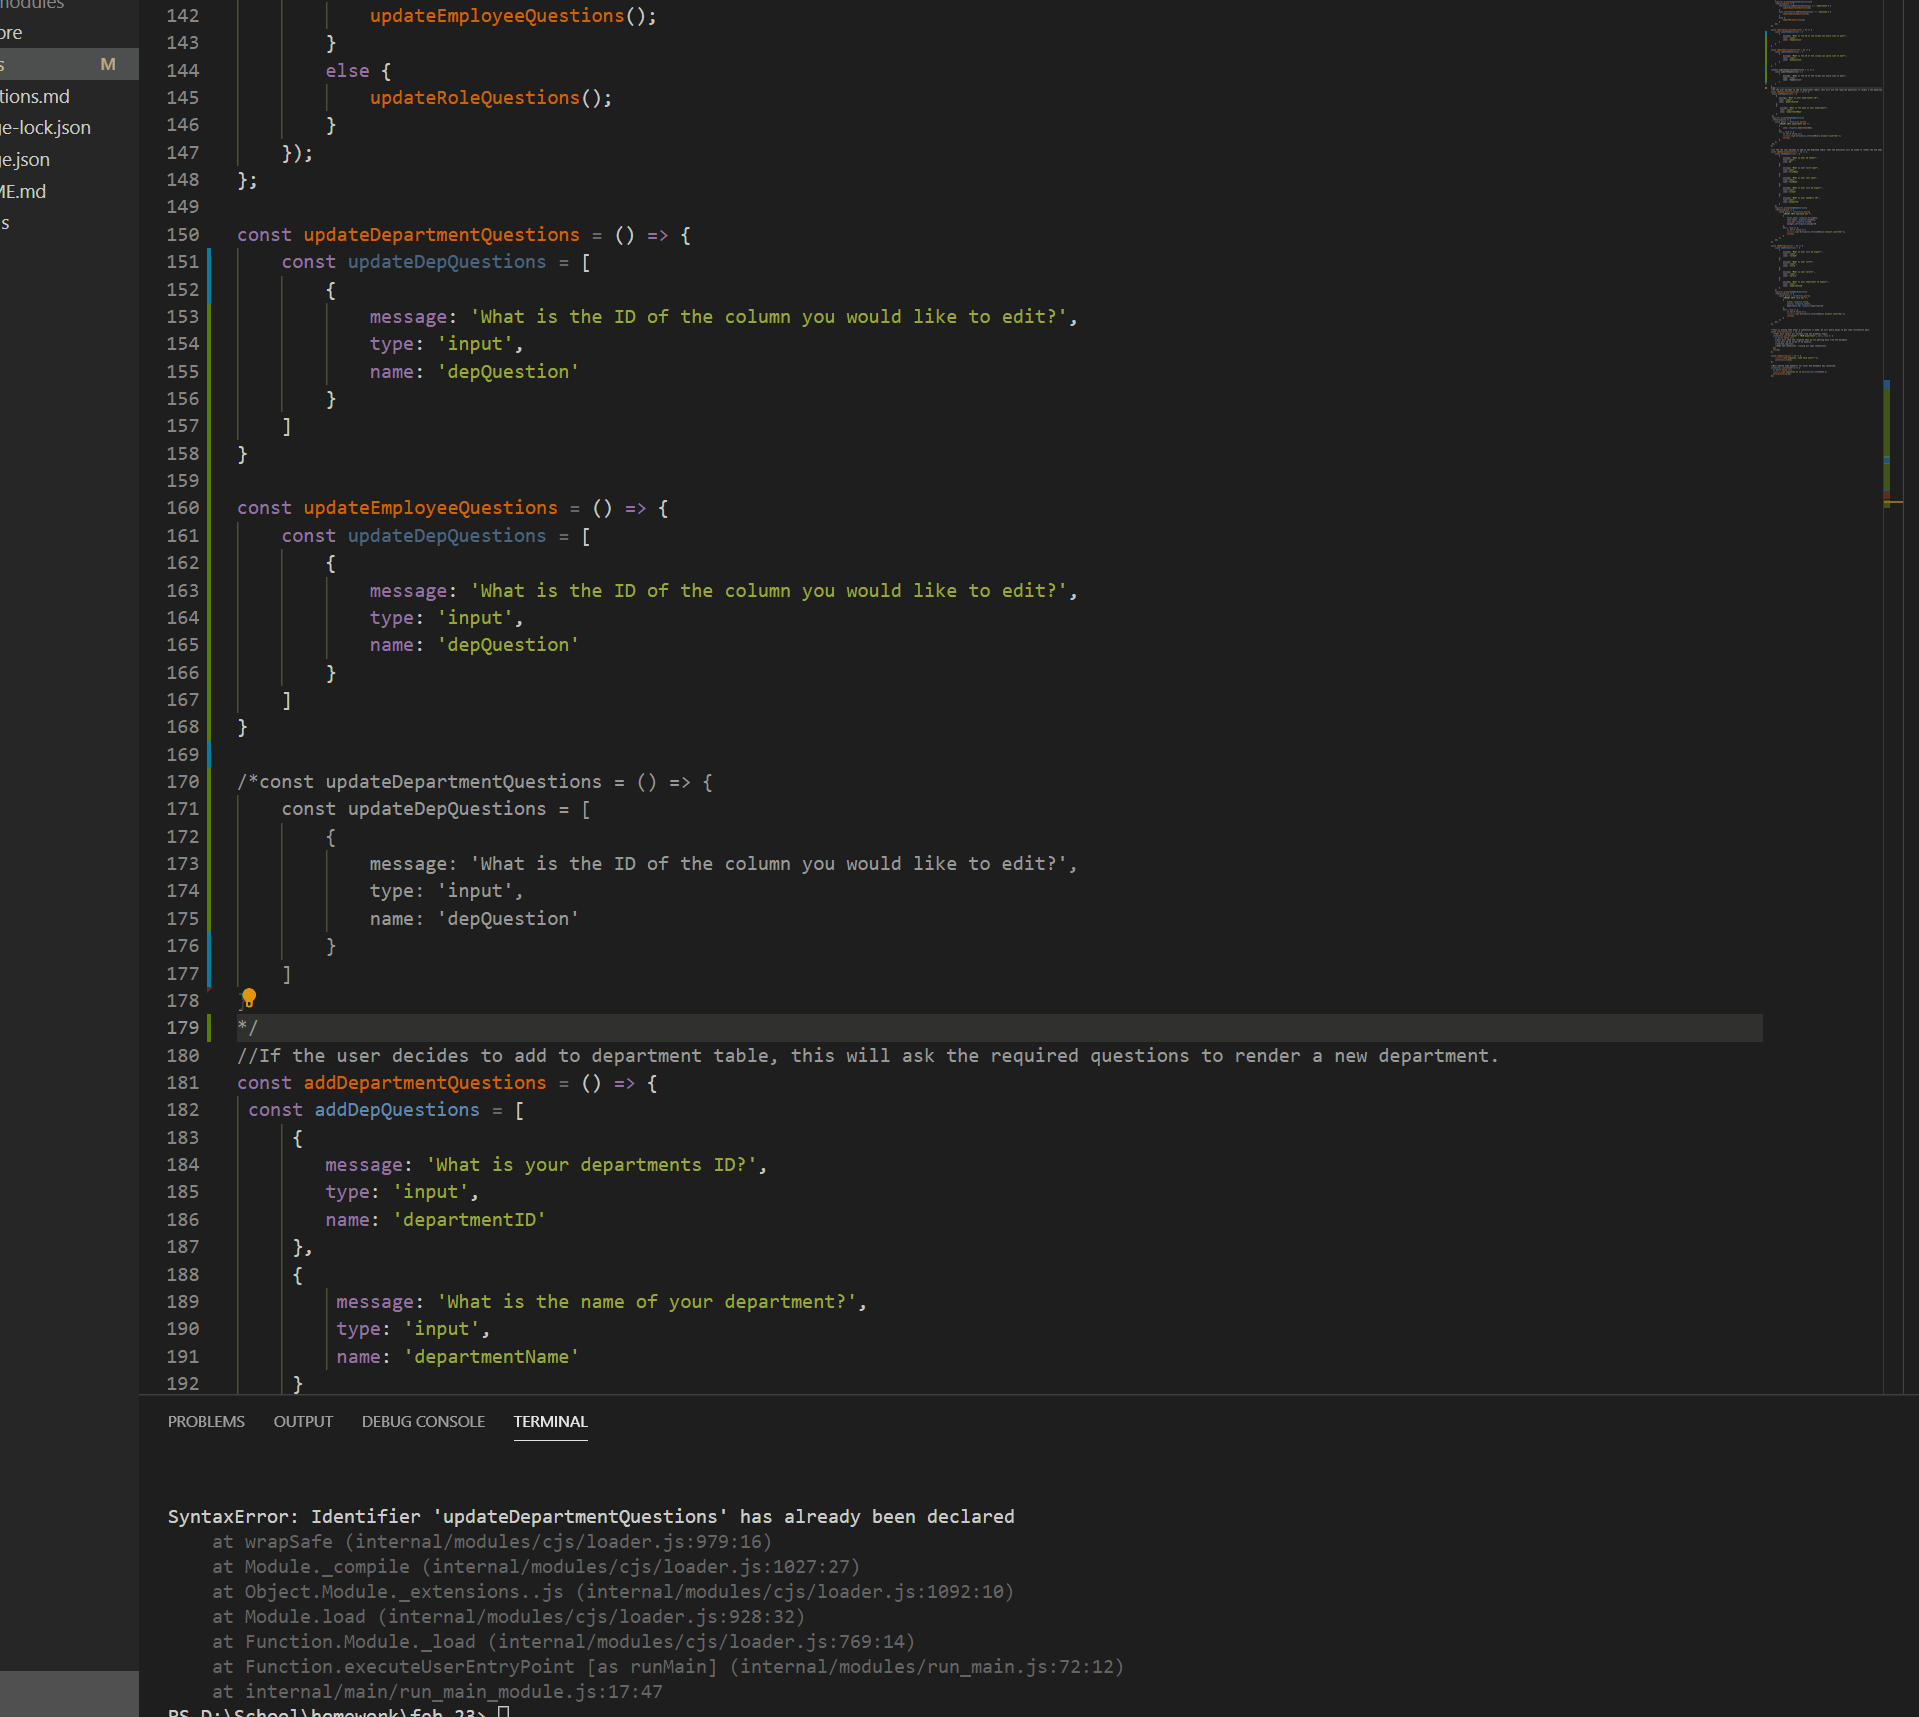 modules
ore
s M
tions.md
ge-lock.json
ge.json
ME.md
s
142 updateEmployeeQuestions();
143 }
144 else {
145 updateRoleQuestions();
146 }
147 });
148 };
149
150 const updateDepartmentQuestions = () => {
151 const updateDepQuestions = [
152 {
153 message: 'What is the ID of the column you would like to edit?',
154 type: 'input',
155 name: 'depQuestion'
156 }
157 ]
158 }
159
160 const updateEmployeeQuestions = () => {
161 const updateDepQuestions = [
162 {
163 message: 'What is the ID of the column you would like to edit?',
164 type: 'input',
165 name: 'depQuestion'
166 }
167 ]
168 }
169
170 /*const updateDepartmentQuestions = () => {
171 const updateDepQuestions = [
172 {
173 message: 'What is the ID of the column you would like to edit?',
174 type: 'input',
175 name: 'depQuestion'
176 }
177 ]
178 }
179 */
180 //If the user decides to add to department table, this will ask the required questions to render a new department.
181 const addDepartmentQuestions = () => {
182 const addDepQuestions = [
183 {
184 message: 'What is your departments ID?',
185 type: 'input',
186 name: 'departmentID'
187 },
188 {
189 message: 'What is the name of your department?',
190 type: 'input',
191 name: 'departmentName'
192 }
PROBLEMS OUTPUT DEBUG CONSOLE TERMINAL
SyntaxError: Identifier 'updateDepartmentQuestions' has already been declared
at wrapSafe (internal/modules/cjs/loader.js:979:16)
at Module._compile (internal/modules/cjs/loader.js:1027:27)
at Object.Module._extensions..js (internal/modules/cjs/loader.js:1092:10)
at Module.load (internal/modules/cjs/loader.js:928:32)
at Function.Module._load (internal/modules/cjs/loader.js:769:14)
at Function.executeUserEntryPoint [as runMain] (internal/modules/run_main.js:72:12)
at internal/main/run_main_module.js:17:47
PS D:\School\homework\feb 23>